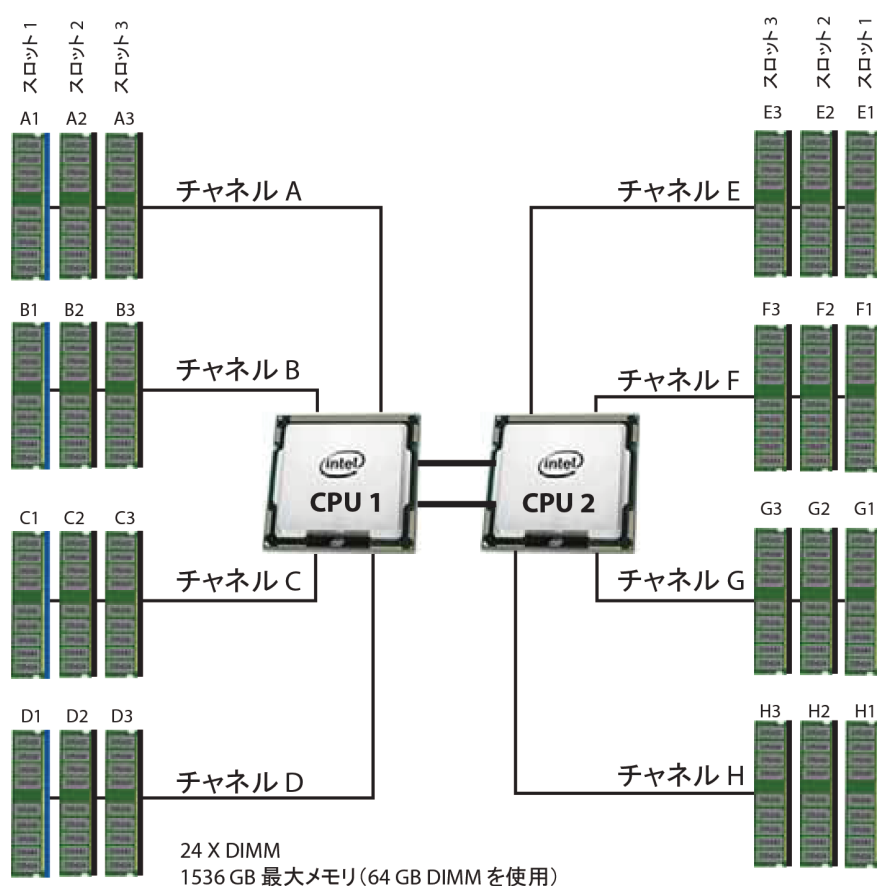 スロット 1
スロット 2
スロット 3
スロット 3
スロット 2
スロット 1
A1 A2 A3
E3 E2 E1
チャネル A
チャネル E
B1 B2 B3
F3 F2 F1
チャネル B
チャネル F
intel
CPU 1
intel
CPU 2
C1 C2 C3
G3 G2 G1
チャネル C
チャネル G
D1 D2 D3
H3 H2 H1
チャネル D
チャネル H
24 X DIMM
1536 GB 最大メモリ(64 GB DIMM を使用)